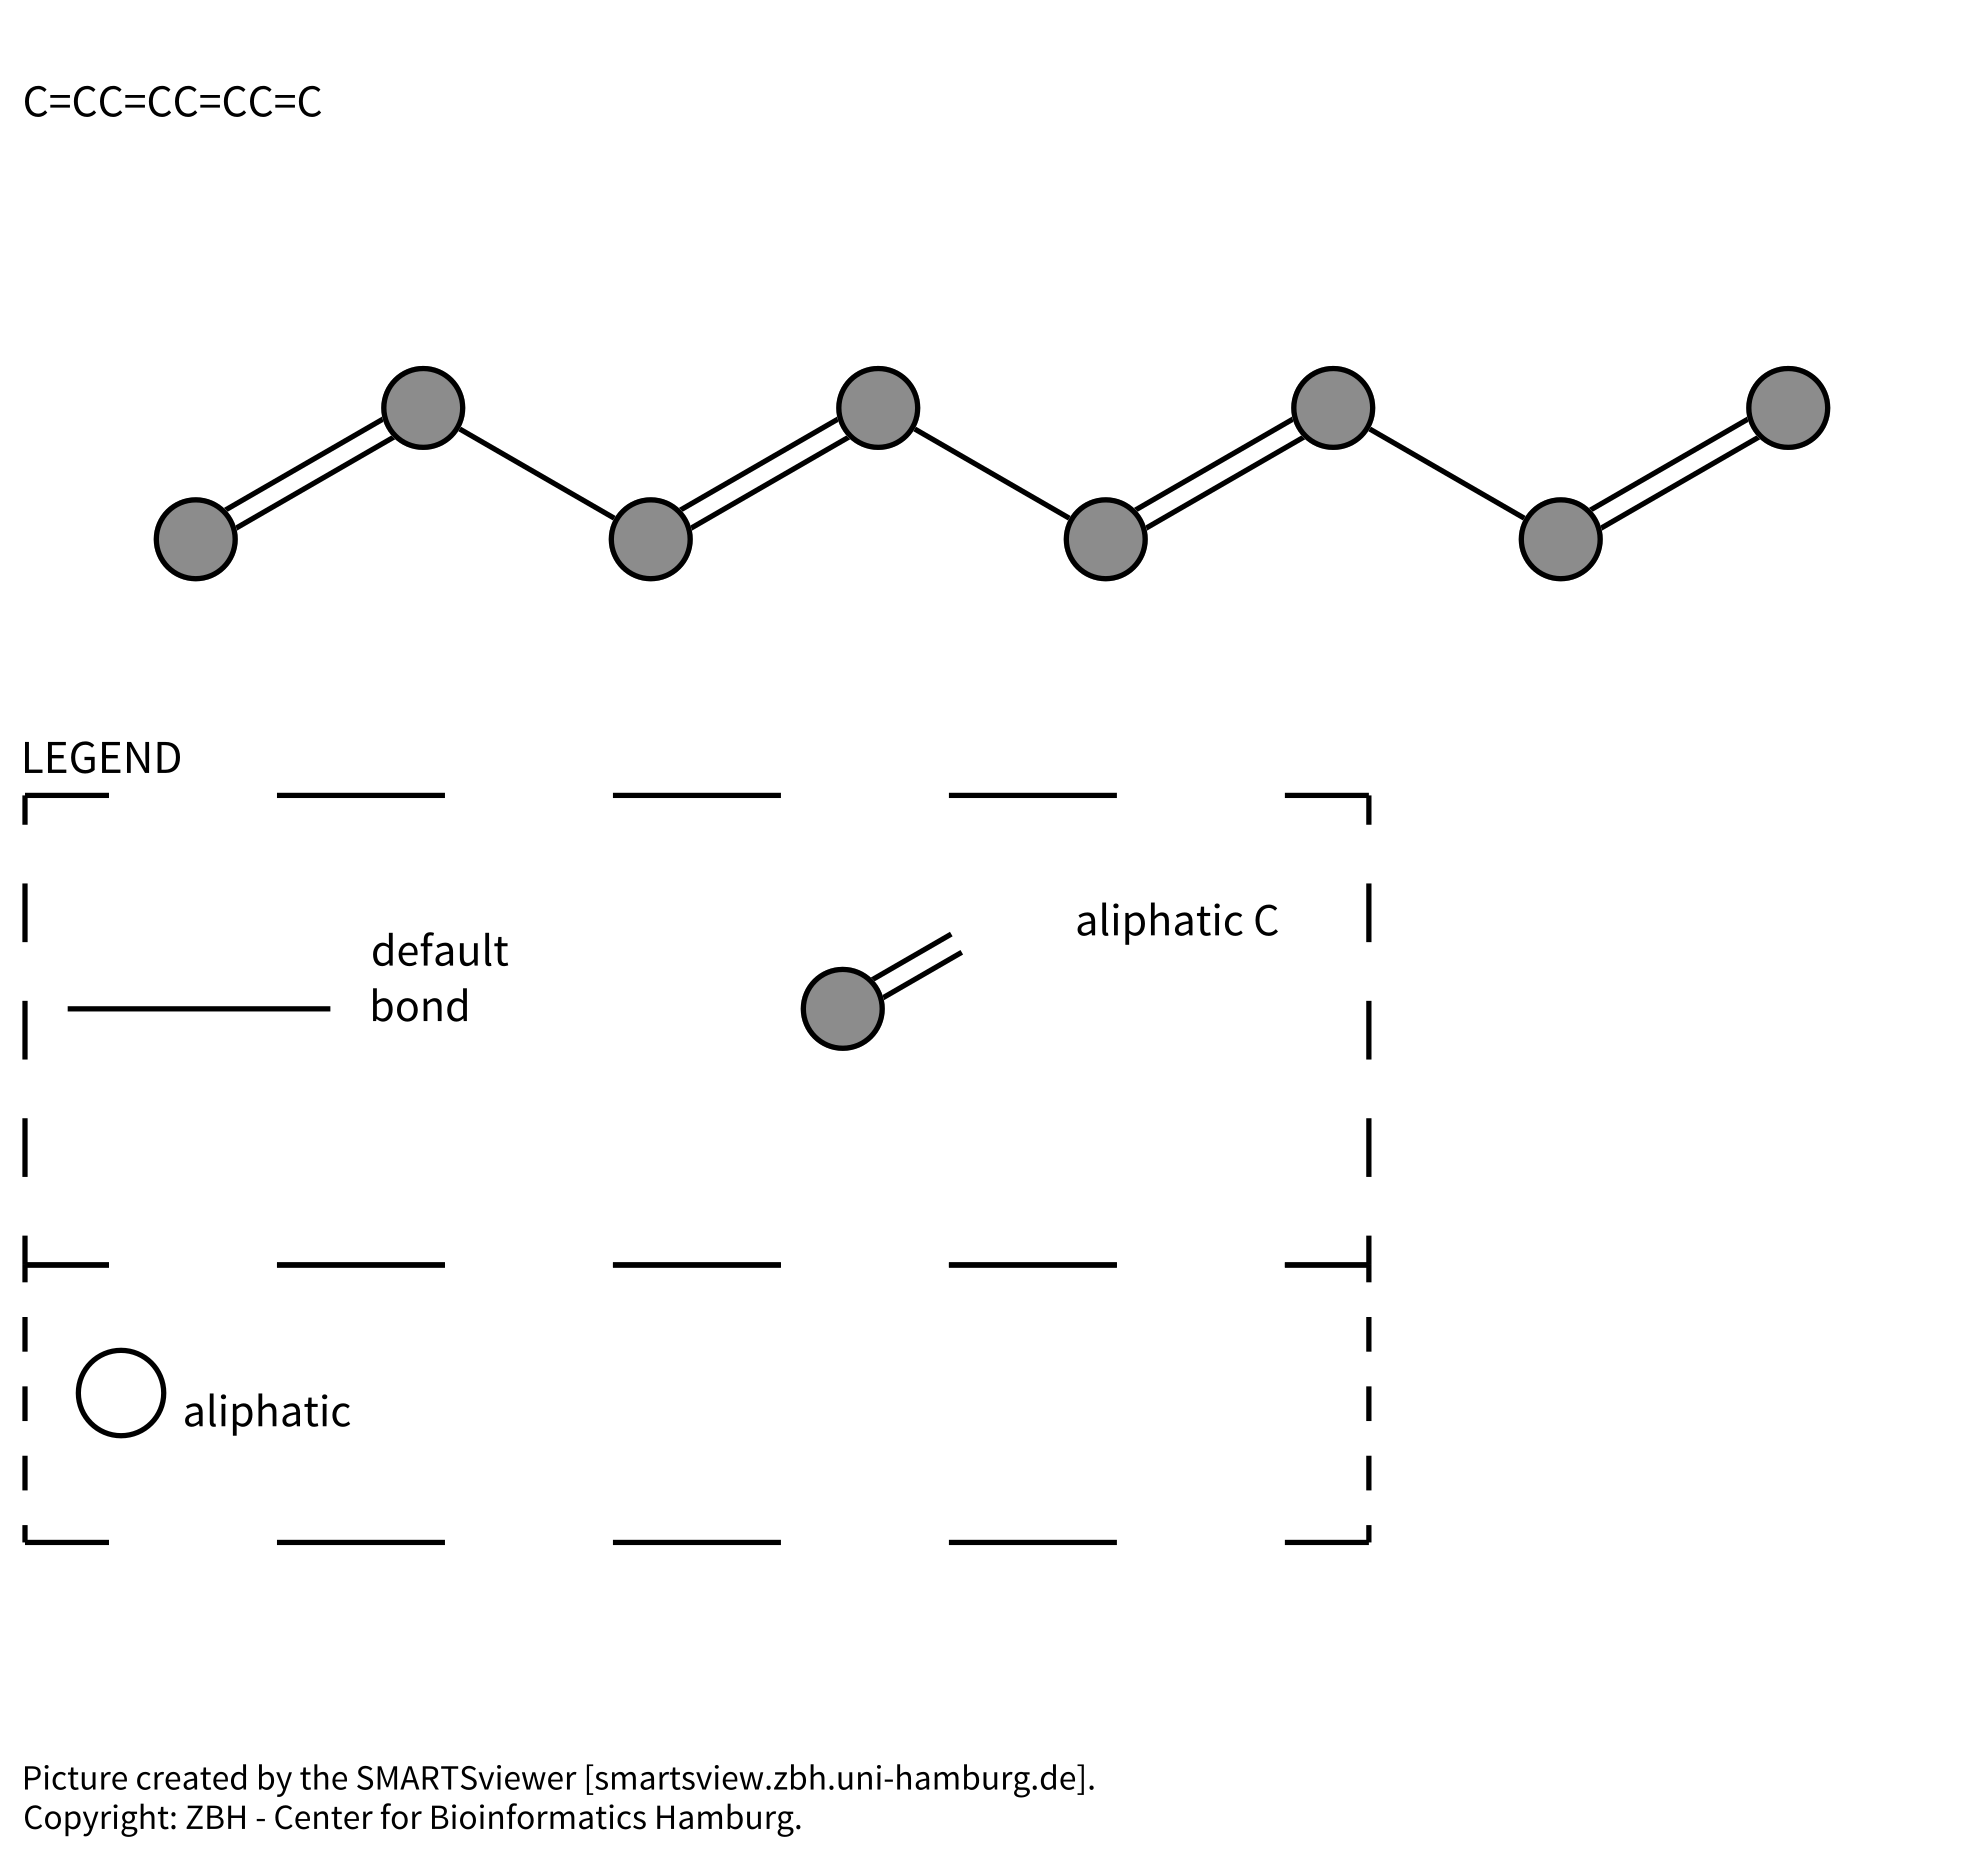 C=CC=CC=CC=C
LEGEND
default
bond
aliphatic C
aliphatic
Picture created by the SMARTSviewer [smartsview.zbh.uni-hamburg.de].
Copyright: ZBH - Center for Bioinformatics Hamburg.